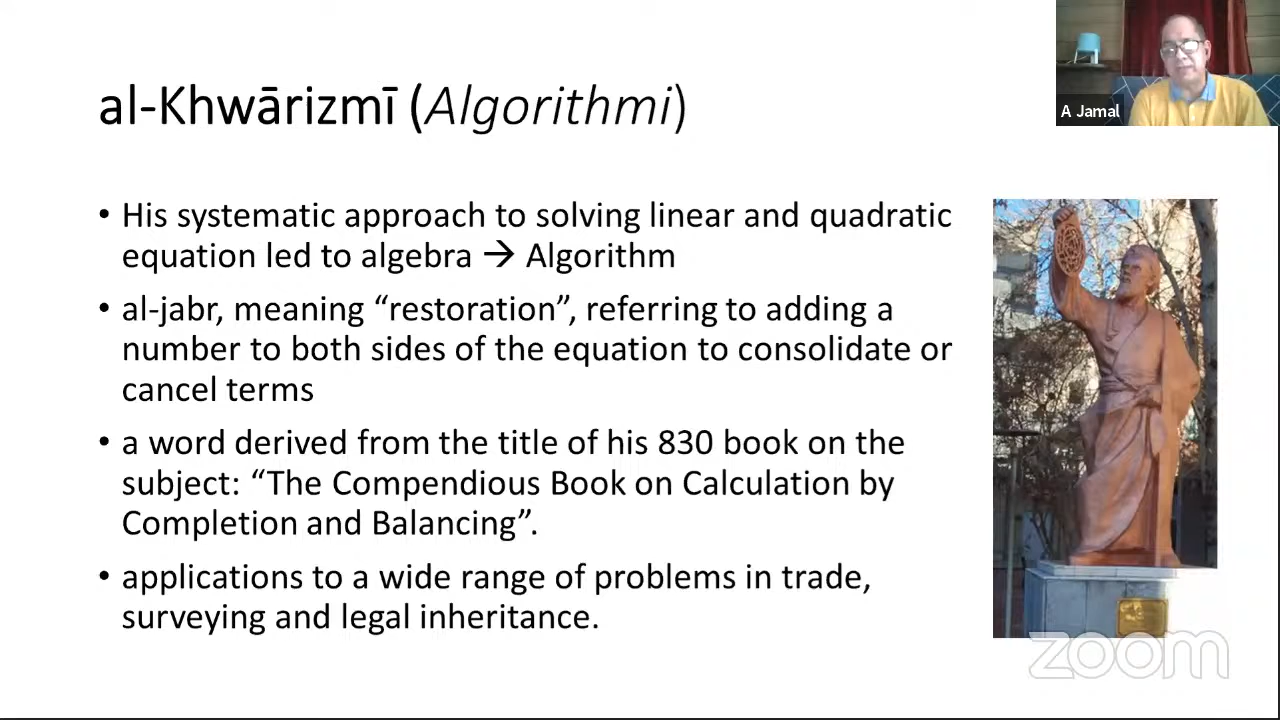 al-Khwārizmī (Algorithmi)
A Jamal
• His systematic approach to solving linear and quadratic
equation led to algebra → Algorithm
• al-jabr, meaning “restoration”, referring to adding a
number to both sides of the equation to consolidate or
cancel terms
• a word derived from the title of his 830 book on the
subject: “The Compendious Book on Calculation by
Completion and Balancing”.
• applications to a wide range of problems in trade,
surveying and legal inheritance.
zoom